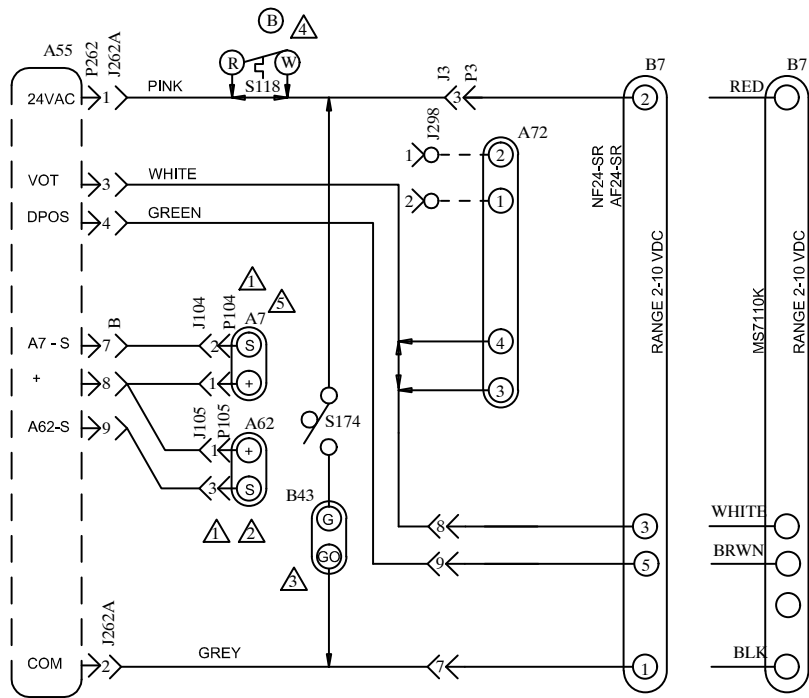 B
4
A55
P262
J262A
R
W
S118
24VAC
1
PINK
J3
3
P3
B7
2
RED
B7
J298
A72
1
2
2
1
NF24-SR
AF24-SR
VOT
3
WHITE
DPOS
4
GREEN
RANGE 2-10 VDC
MS7110K
RANGE 2-10 VDC
1
5
B
J104
P104
A7
A7 - S
7
2
S
4
+
8
1
+
3
J105
P105
A62
S174
A62-S
9
1
+
3
S
B43
G
GO
1
2
3
8
3
WHITE
9
5
BRWN
J262A
COM
2
GREY
7
1
BLK